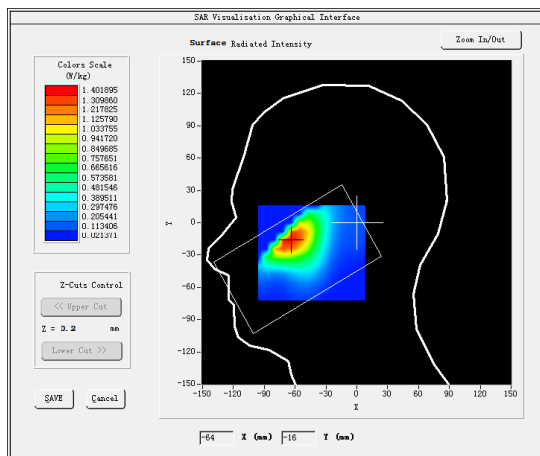 SAR Visualisation Graphical Interface
Surface Radiated Intensity
Zoom In/Out
Colors Scale
(W/kg)
1.401895
1.309860
1.217825
1.125790
1.033755
0.941720
0.849685
0.757651
0.665616
0.573581
0.481546
0.389511
0.297476
0.205441
0.113406
0.021371
150
120
90
60
30
0
-30
-60
-90
-120
-150
Y
-150 -120 -90 -60 -30 0 30 60 90 120 150
X
Z-Cuts Control
<< Upper Cut
Z = 3.2 mm
Lower Cut >>
SAVE Cancel
-64 X (mm) -16 Y (mm)